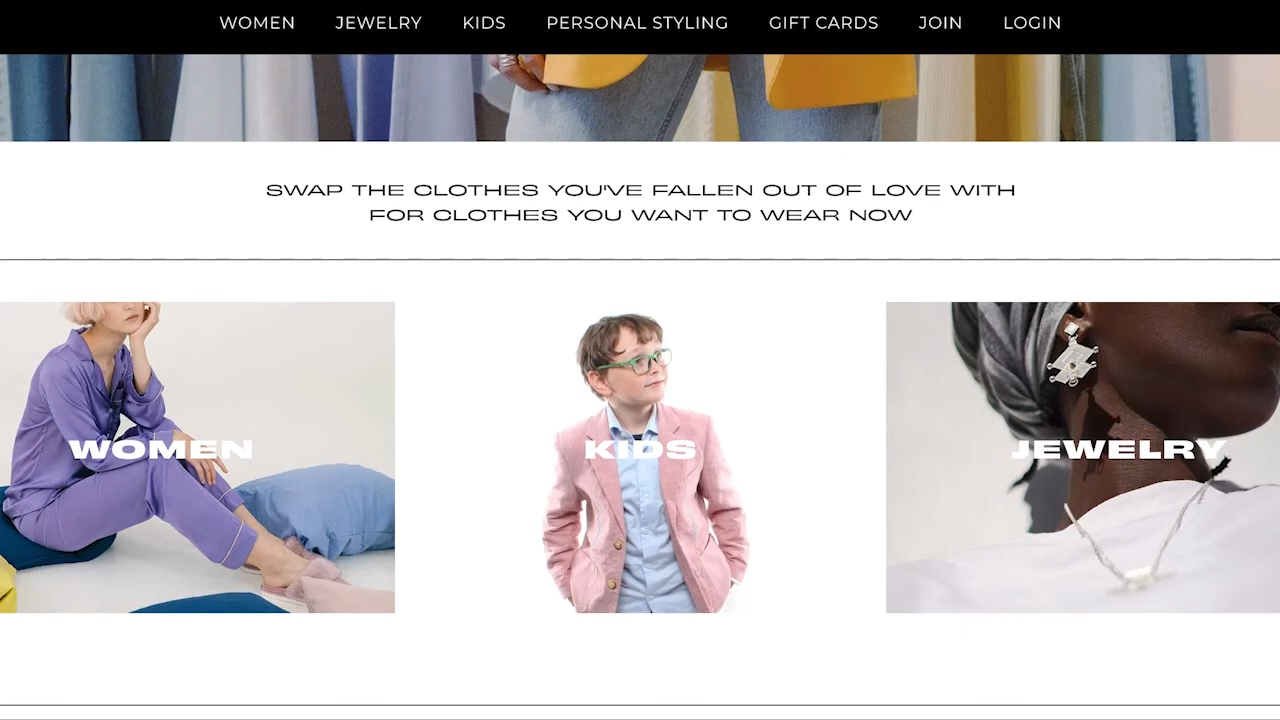 WOMEN JEWELRY KIDS PERSONAL STYLING GIFT CARDS JOIN LOGIN
SWAP THE CLOTHES YOU'VE FALLEN OUT OF LOVE WITH
FOR CLOTHES YOU WANT TO WEAR NOW
WOMEN
KIDS
JEWELRY